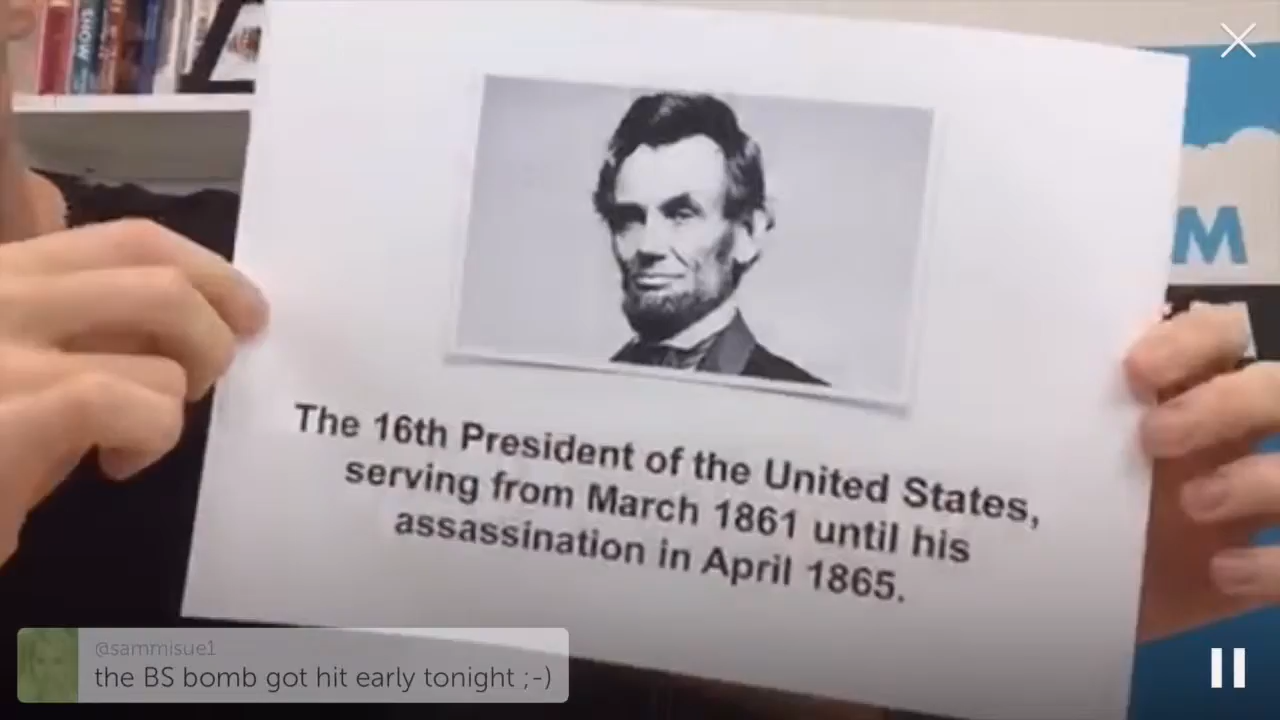 SHOW
M
The 16th President of the United States,
serving from March 1861 until his
assassination in April 1865.
@sammisue1
the BS bomb got hit early tonight ;-)